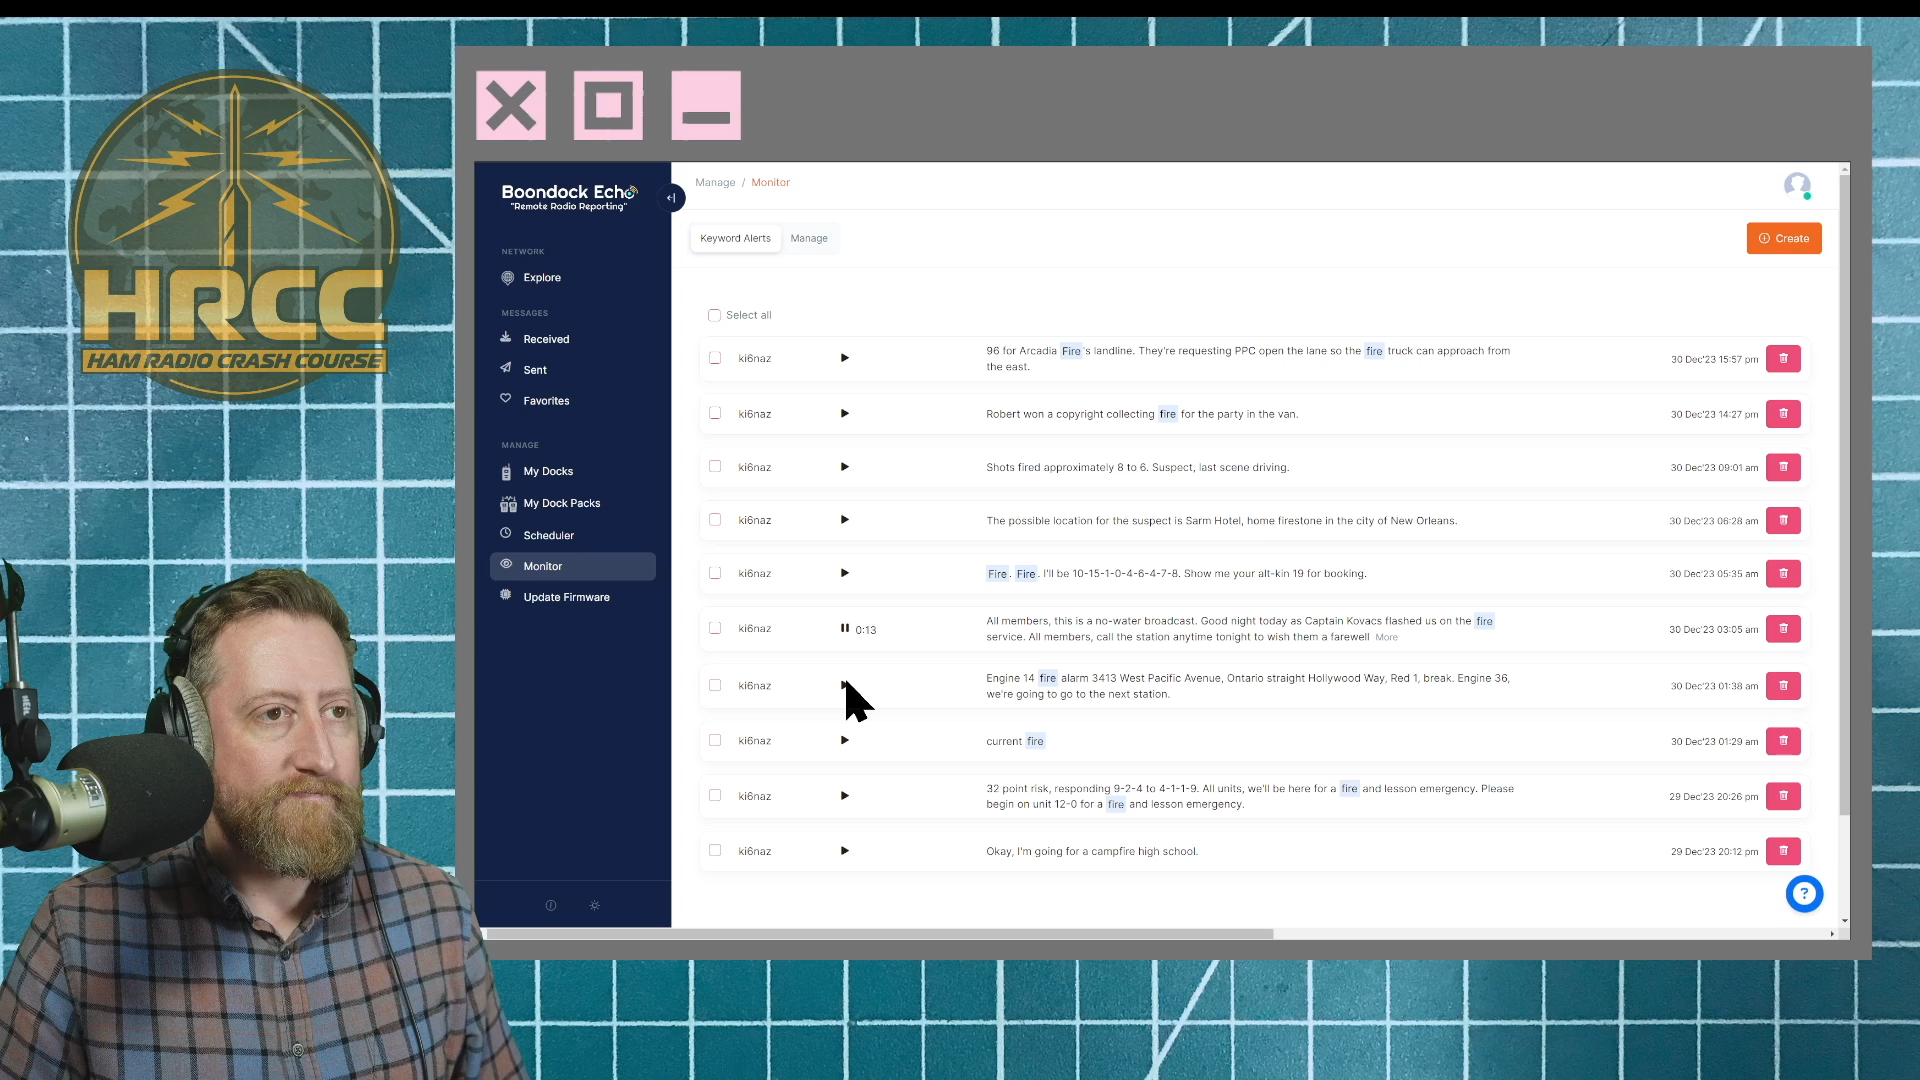 HRCC
HAM RADIO CRASH COURSE
Boondock Echo
"Remote Radio Reporting"
NETWORK
Explore
MESSAGES
Received
Sent
Favorites
MANAGE
My Docks
My Dock Packs
Scheduler
Monitor
Update Firmware
Manage / Monitor
Keyword Alerts
Manage
Create
Select all
ki6naz
96 for Arcadia Fire's landline. They're requesting PPC open the lane so the fire truck can approach from
the east.
30 Dec'23 15:57 pm
ki6naz
Robert won a copyright collecting fire for the party in the van.
30 Dec'23 14:27 pm
ki6naz
Shots fired approximately 8 to 6. Suspect, last scene driving.
30 Dec'23 09:01 am
ki6naz
The possible location for the suspect is Sarm Hotel, home firestone in the city of New Orleans.
30 Dec'23 06:28 am
ki6naz
Fire. Fire. I'll be 10-15-1-0-4-6-4-7-8. Show me your alt-kin 19 for booking.
30 Dec'23 05:35 am
ki6naz
0:13
All members, this is a no-water broadcast. Good night today as Captain Kovacs flashed us on the fire
service. All members, call the station anytime tonight to wish them a farewell More
30 Dec'23 03:05 am
ki6naz
Engine 14 fire alarm 3413 West Pacific Avenue, Ontario straight Hollywood Way, Red 1, break. Engine 36,
we're going to go to the next station.
30 Dec'23 01:38 am
ki6naz
current fire
30 Dec'23 01:29 am
ki6naz
32 point risk, responding 9-2-4 to 4-1-1-9. All units, we'll be here for a fire and lesson emergency. Please
begin on unit 12-0 for a fire and lesson emergency.
29 Dec'23 20:26 pm
ki6naz
Okay, I'm going for a campfire high school.
29 Dec'23 20:12 pm
?